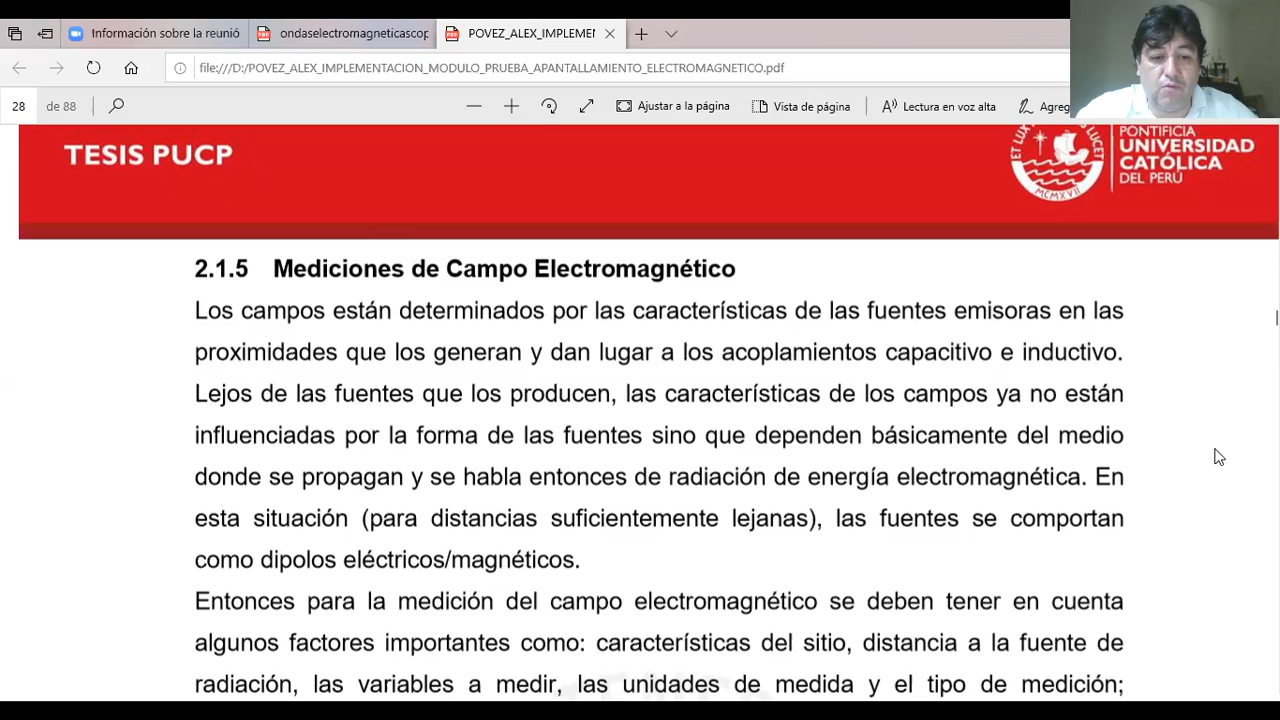 Información sobre la reunió
ondaselectromagneticascop
POVEZ_ALEX_IMPLEMEN
file:///D:/POVEZ_ALEX_IMPLEMENTACION_MODULO_PRUEBA_APANTALLAMIENTO_ELECTROMAGNETICO.pdf
28 de 88 Ajustar a la página Vista de página Lectura en voz alta Agreg
TESIS PUCP
ET LUX IN TENEBRIS LUCET
MCMXVII
PONTIFICIA
UNIVERSIDAD
CATÓLICA
DEL PERÚ
2.1.5 Mediciones de Campo Electromagnético
Los campos están determinados por las características de las fuentes emisoras en las
proximidades que los generan y dan lugar a los acoplamientos capacitivo e inductivo.
Lejos de las fuentes que los producen, las características de los campos ya no están
influenciadas por la forma de las fuentes sino que dependen básicamente del medio
donde se propagan y se habla entonces de radiación de energía electromagnética. En
esta situación (para distancias suficientemente lejanas), las fuentes se comportan
como dipolos eléctricos/magnéticos.
Entonces para la medición del campo electromagnético se deben tener en cuenta
algunos factores importantes como: características del sitio, distancia a la fuente de
radiación, las variables a medir, las unidades de medida y el tipo de medición;